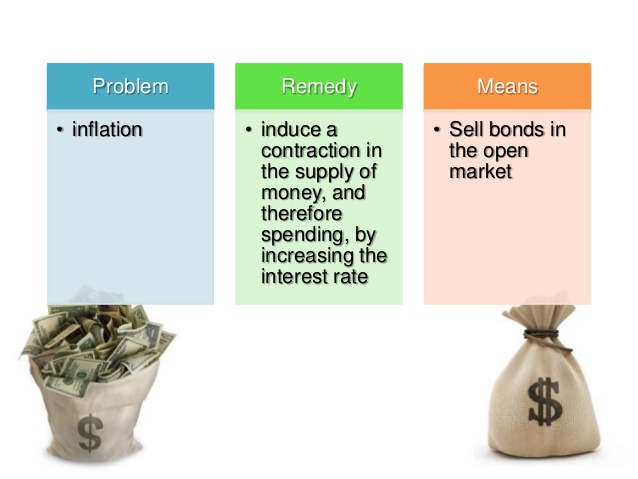 Problem
• inflation
Remedy
• induce a
contraction in
the supply of
money, and
therefore
spending, by
increasing the
interest rate
Means
• Sell bonds in
the open
market
$
$